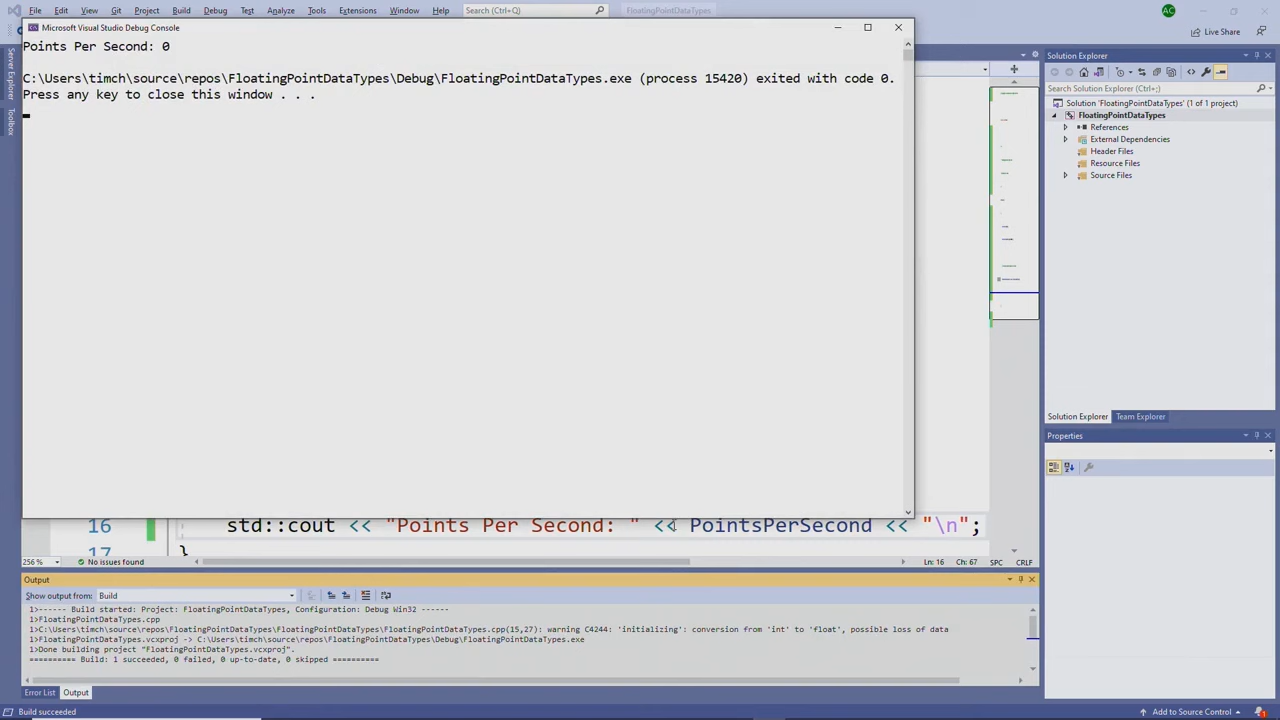 File Edit View Git Project Build Debug Test Analyze Tools Extensions Window Help Search (Ctrl+Q) FloatingPointDataTypes AC
Microsoft Visual Studio Debug Console
Live Share
Points Per Second: 0
C:\Users\timch\source\repos\FloatingPointDataTypes\Debug\FloatingPointDataTypes.exe (process 15420) exited with code 0.
Press any key to close this window . . .
Server Explorer
Toolbox
Solution Explorer
Search Solution Explorer (Ctrl+;)
Solution 'FloatingPointDataTypes' (1 of 1 project)
FloatingPointDataTypes
References
External Dependencies
Header Files
Resource Files
Source Files
Solution Explorer Team Explorer
Properties
16 std::cout << "Points Per Second: " << PointsPerSecond << "\n";
17 }
256 % No issues found Ln: 16 Ch: 67 SPC CRLF
Output
Show output from: Build
1>------ Build started: Project: FloatingPointDataTypes, Configuration: Debug Win32 ------
1>FloatingPointDataTypes.cpp
1>C:\Users\timch\source\repos\FloatingPointDataTypes\FloatingPointDataTypes.cpp(15,27): warning C4244: 'initializing': conversion from 'int' to 'float', possible loss of data
1>FloatingPointDataTypes.vcxproj -> C:\Users\timch\source\repos\FloatingPointDataTypes\Debug\FloatingPointDataTypes.exe
1>Done building project "FloatingPointDataTypes.vcxproj".
========== Build: 1 succeeded, 0 failed, 0 up-to-date, 0 skipped ==========
Error List Output
Build succeeded Add to Source Control 1